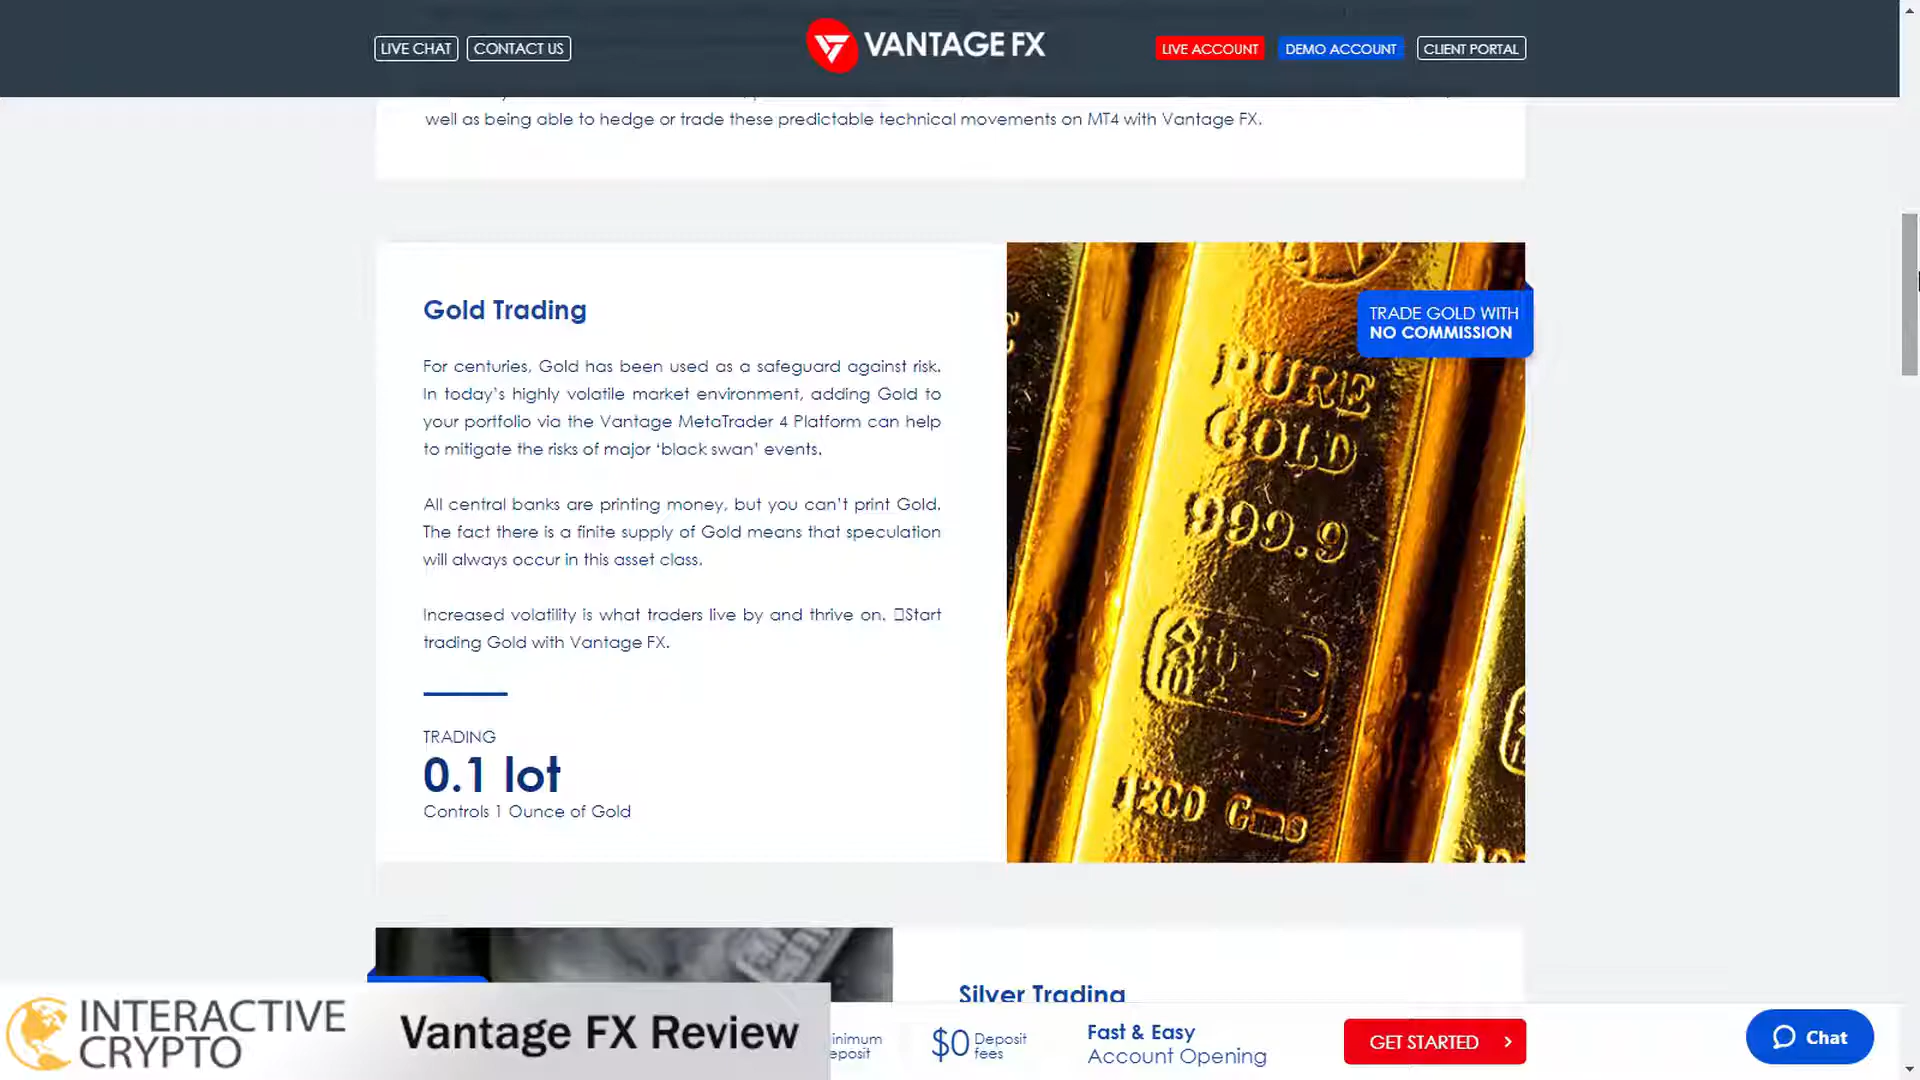 LIVE CHAT
CONTACT US
VANTAGE FX
LIVE ACCOUNT
DEMO ACCOUNT
CLIENT PORTAL
well as being able to hedge or trade these predictable technical movements on MT4 with Vantage FX.
Gold Trading
For centuries, Gold has been used as a safeguard against risk.
In today's highly volatile market environment, adding Gold to
your portfolio via the Vantage MetaTrader 4 Platform can help
to mitigate the risks of major ‘black swan’ events.
All central banks are printing money, but you can't print Gold.
The fact there is a finite supply of Gold means that speculation
will always occur in this asset class.
Increased volatility is what traders live by and thrive on. Start
trading Gold with Vantage FX.
TRADING
0.1 lot
Controls 1 Ounce of Gold
TRADE GOLD WITH
NO COMMISSION
PURE
GOLD
999.9
1200 Gms
Silver Trading
INTERACTIVE
CRYPTO
Vantage FX Review
$0 Deposit
fees
Fast & Easy
Account Opening
GET STARTED
Chat